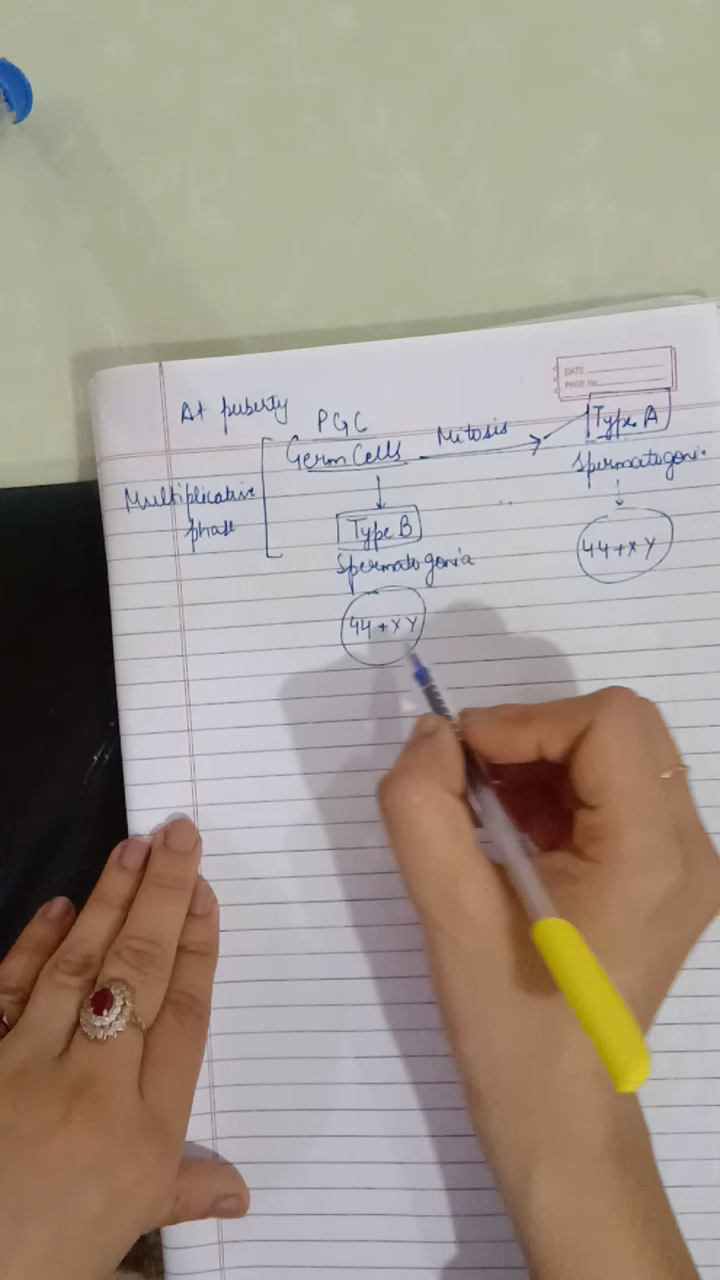 DATE
PAGE No.
At puberty
PGC
Germ Cells
Mitosis
Type A
Spermatogonia
Multiplicative
phase
Type B
Spermatogonia
44+XY
44+XY